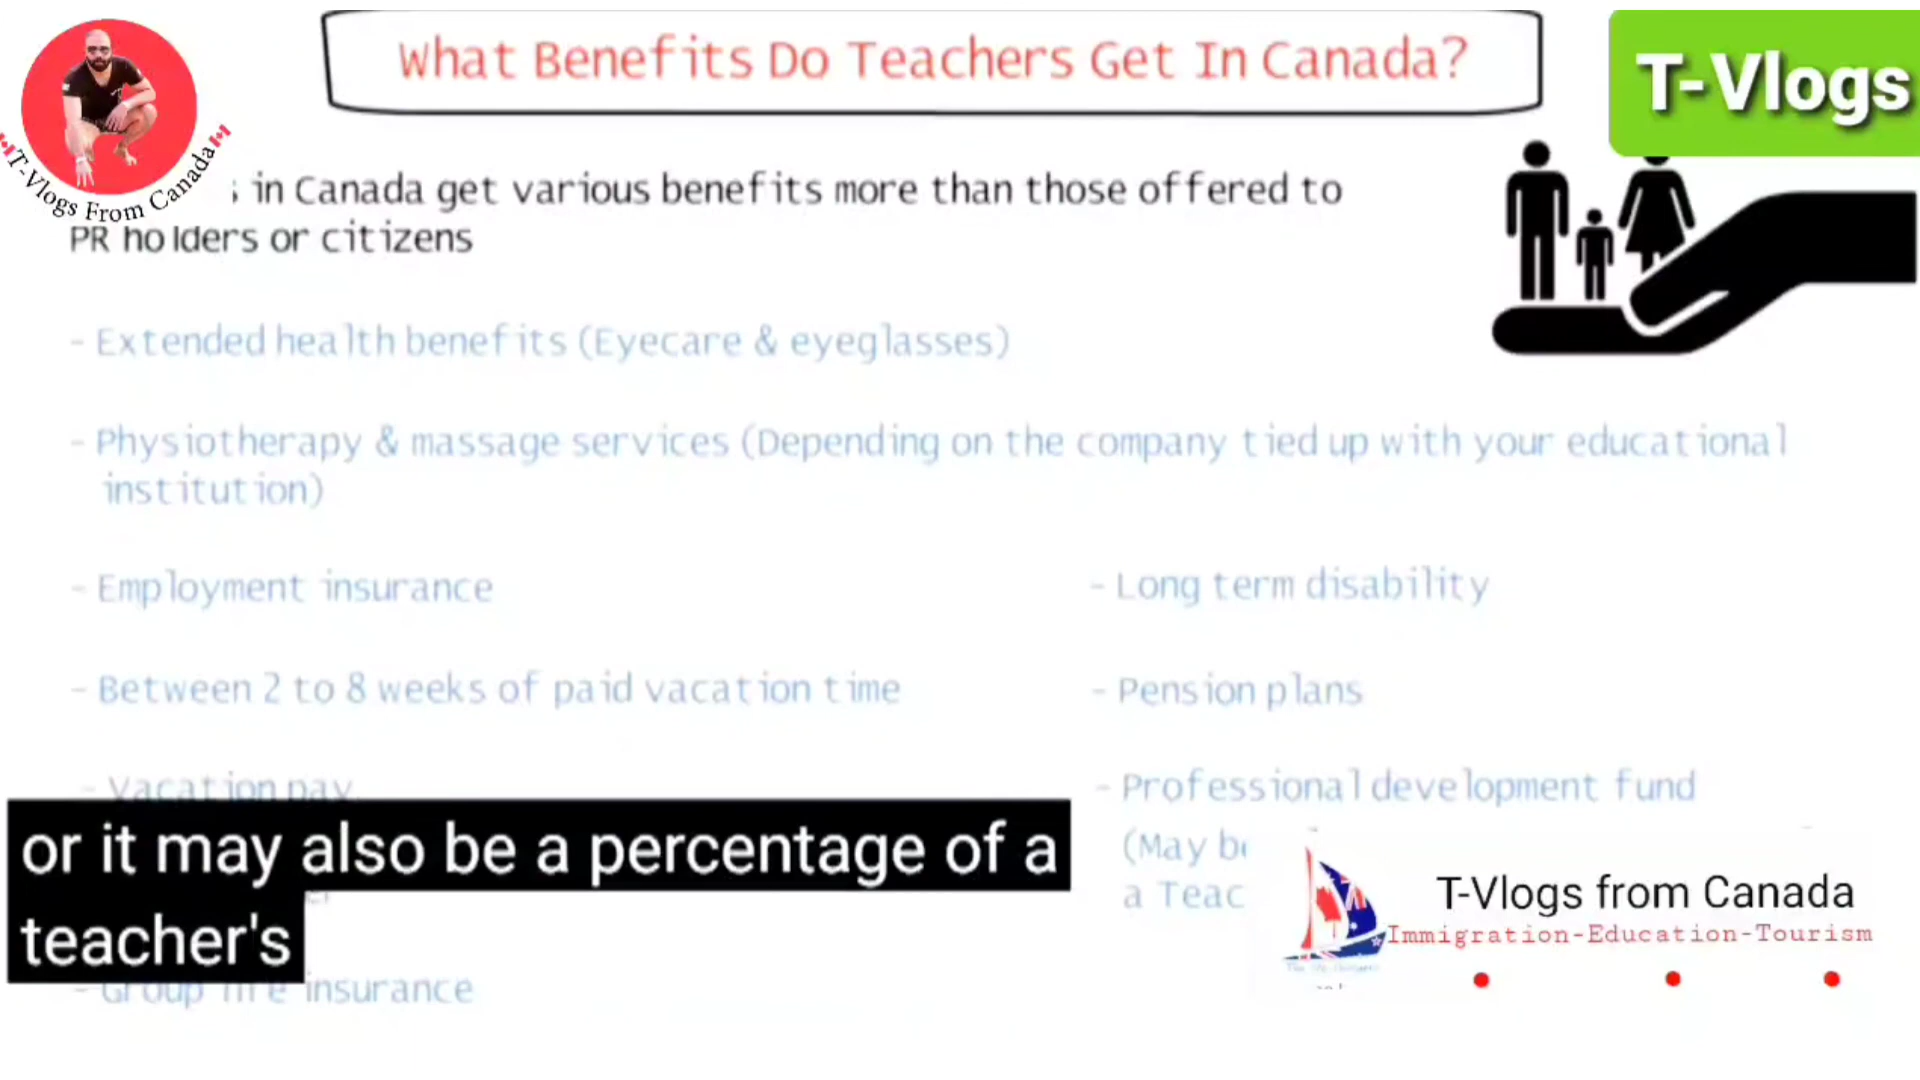 What Benefits Do Teachers Get In Canada?
T-Vlogs
T-Vlogs From Canada
in Canada get various benefits more than those offered to
PR holders or citizens
- Extended health benefits (Eyecare & eyeglasses)
- Physiotherapy & massage services (Depending on the company tied up with your educational
institution)
- Employment insurance
- Long term disability
- Between 2 to 8 weeks of paid vacation time
- Pension plans
- Vacation pay
- Professional development fund
(May be
a Teac
or it may also be a percentage of a
teacher's
- Group life insurance
T-Vlogs from Canada
Immigration-Education-Tourism